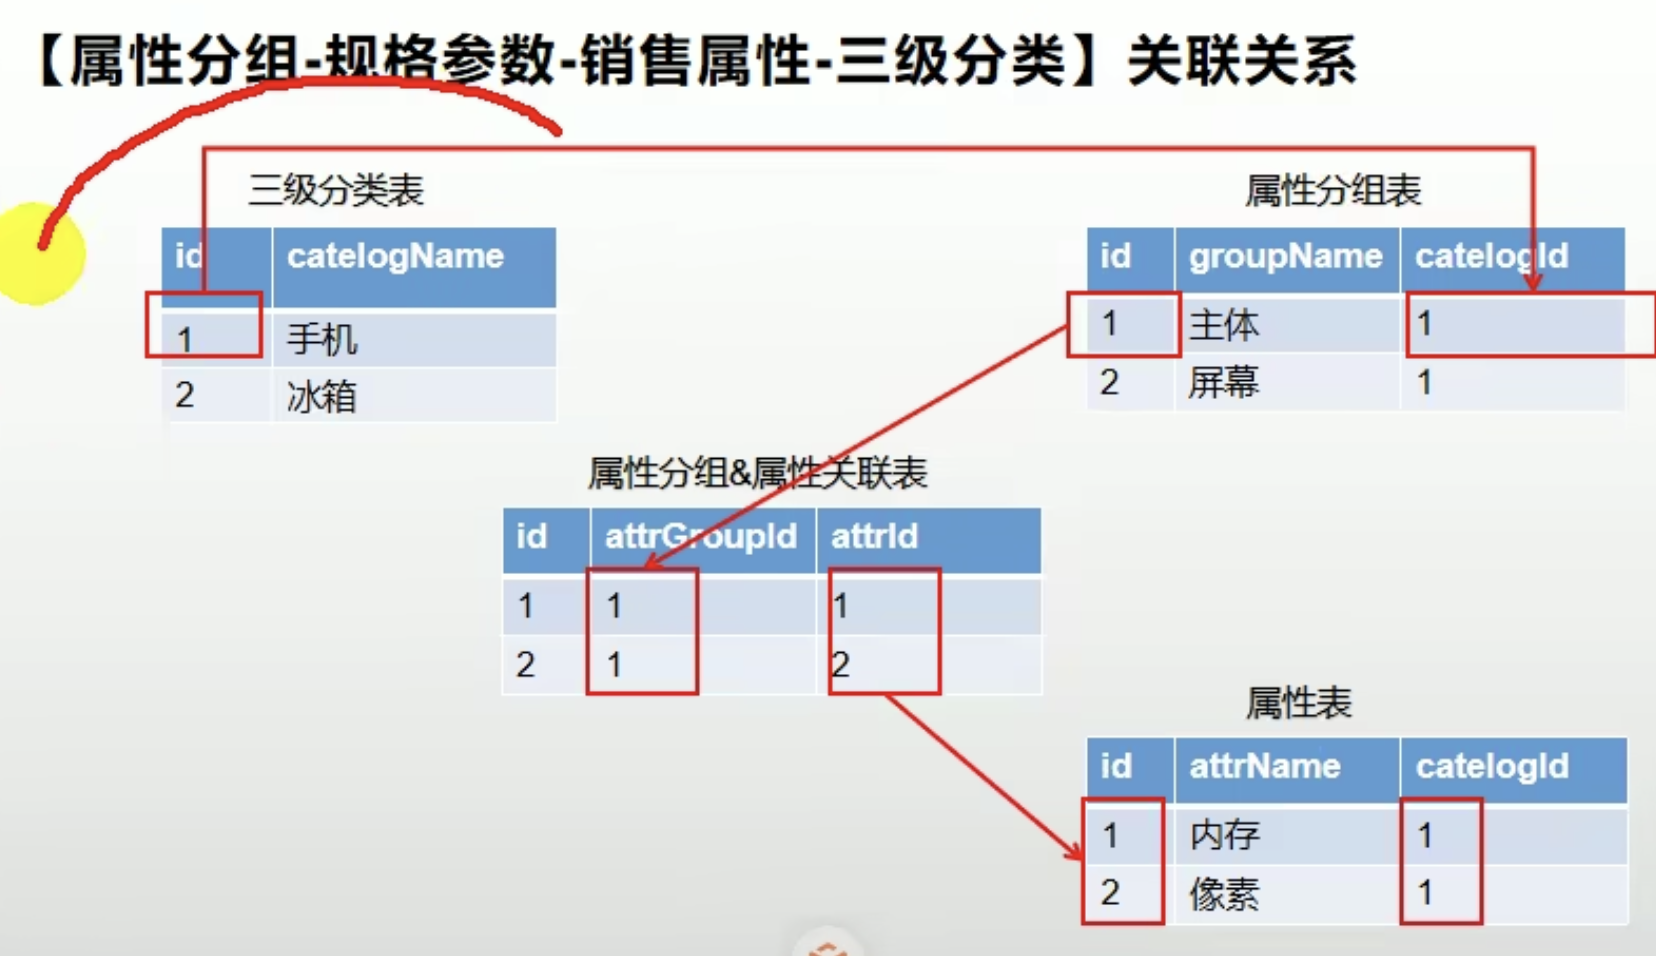 【属性分组-规格参数-销售属性-三级分类】关联关系
三级分类表
id catelogName
1 手机
2 冰箱
属性分组表
id groupName catelogId
1 主体 1
2 屏幕 1
属性分组&属性关联表
id attrGroupId attrId
1 1 1
2 1 2
属性表
id attrName catelogId
1 内存 1
2 像素 1